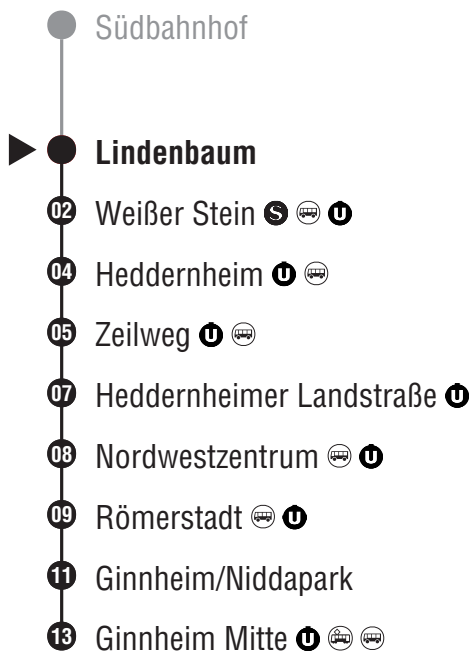 Südbahnhof
Lindenbaum
02 Weißer Stein S U
04 Heddernheim U
05 Zeilweg U
07 Heddernheimer Landstraße U
08 Nordwestzentrum U
09 Römerstadt U
11 Ginnheim/Niddapark
13 Ginnheim Mitte U